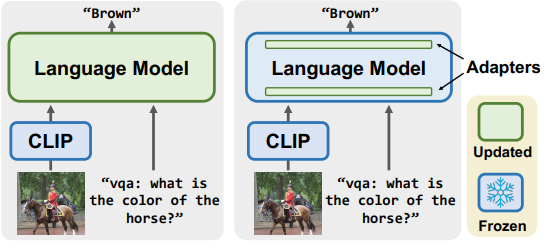 “Brown”
Language Model
CLIP
“vqa: what is
the color of the
horse?”
“Brown”
Language Model
Adapters
CLIP
“vqa: what is
the color of the
horse?”
Updated
Frozen